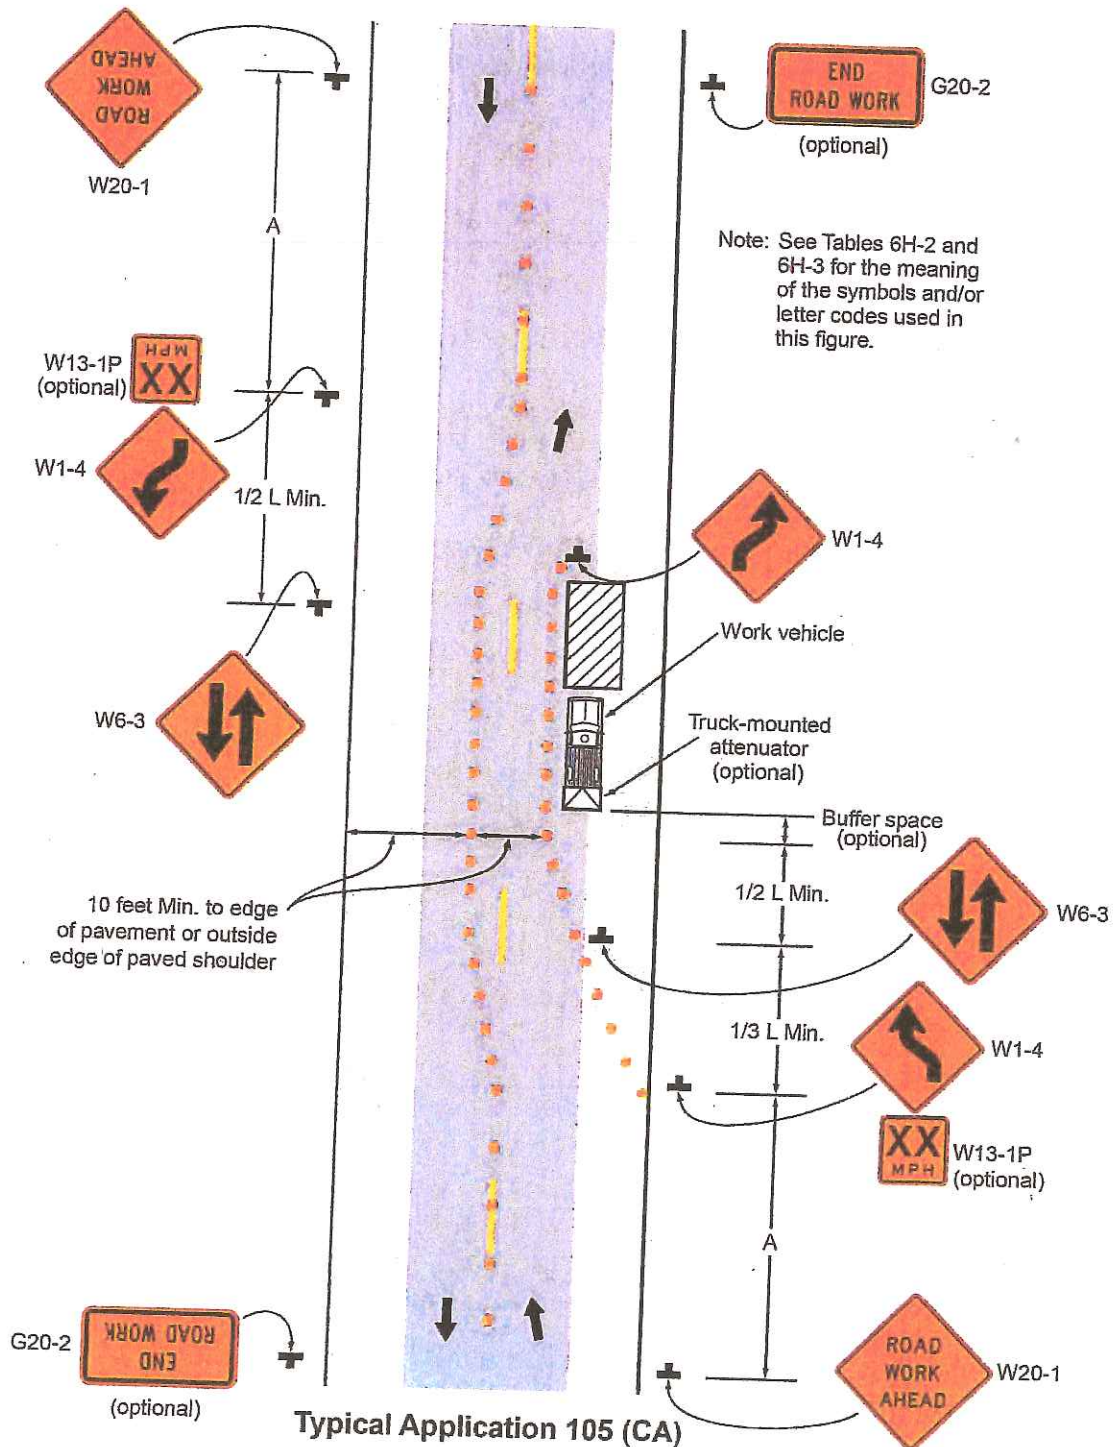 ROAD
WORK
AHEAD
W20-1
A
END
ROAD WORK
G20-2
(optional)
Note: See Tables 6H-2 and
6H-3 for the meaning
of the symbols and/or
letter codes used in
this figure.
W13-1P
(optional)
XX
MPH
W1-4
1/2 L Min.
W1-4
Work vehicle
W6-3
Truck-mounted
attenuator
(optional)
Buffer space
(optional)
1/2 L Min.
W6-3
10 feet Min. to edge
of pavement or outside
edge of paved shoulder
1/3 L Min.
W1-4
XX
MPH
W13-1P
(optional)
A
G20-2
END
ROAD WORK
(optional)
ROAD
WORK
AHEAD
W20-1
Typical Application 105 (CA)